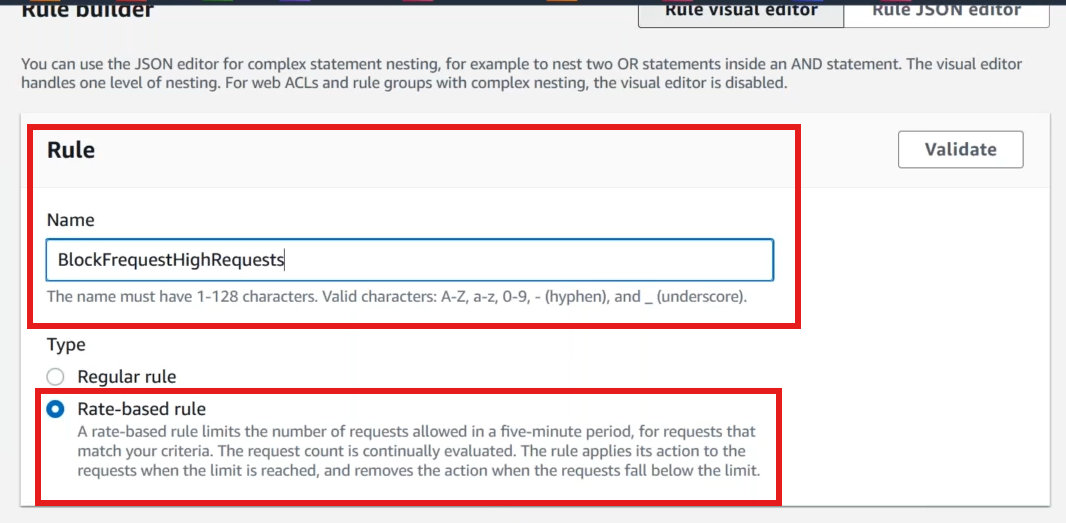 Rule builder
Rule visual editor
Rule JSON editor
You can use the JSON editor for complex statement nesting, for example to nest two OR statements inside an AND statement. The visual editor
handles one level of nesting. For web ACLs and rule groups with complex nesting, the visual editor is disabled.
Rule
Validate
Name
BlockFrequestHighRequests
The name must have 1-128 characters. Valid characters: A-Z, a-z, 0-9, - (hyphen), and _ (underscore).
Type
Regular rule
Rate-based rule
A rate-based rule limits the number of requests allowed in a five-minute period, for requests that
match your criteria. The request count is continually evaluated. The rule applies its action to the
requests when the limit is reached, and removes the action when the requests fall below the limit.